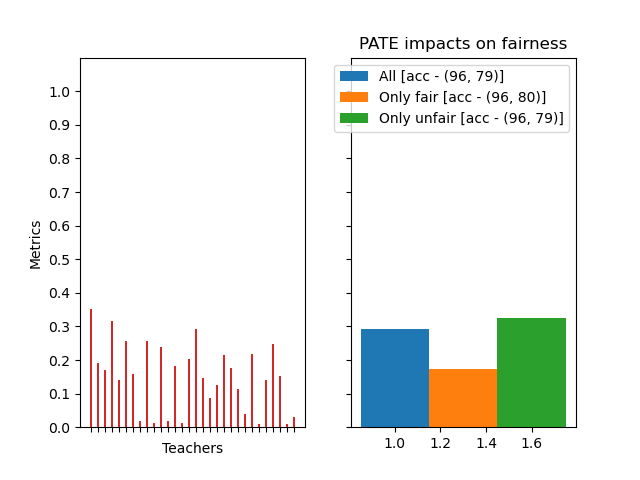 PATE impacts on fairness
All [acc - (96, 79)]
Only fair [acc - (96, 80)]
Only unfair [acc - (96, 79)]
1.0
0.9
0.8
0.7
0.6
0.5
0.4
0.3
0.2
0.1
0.0
Metrics
Teachers
1.0 1.2 1.4 1.6